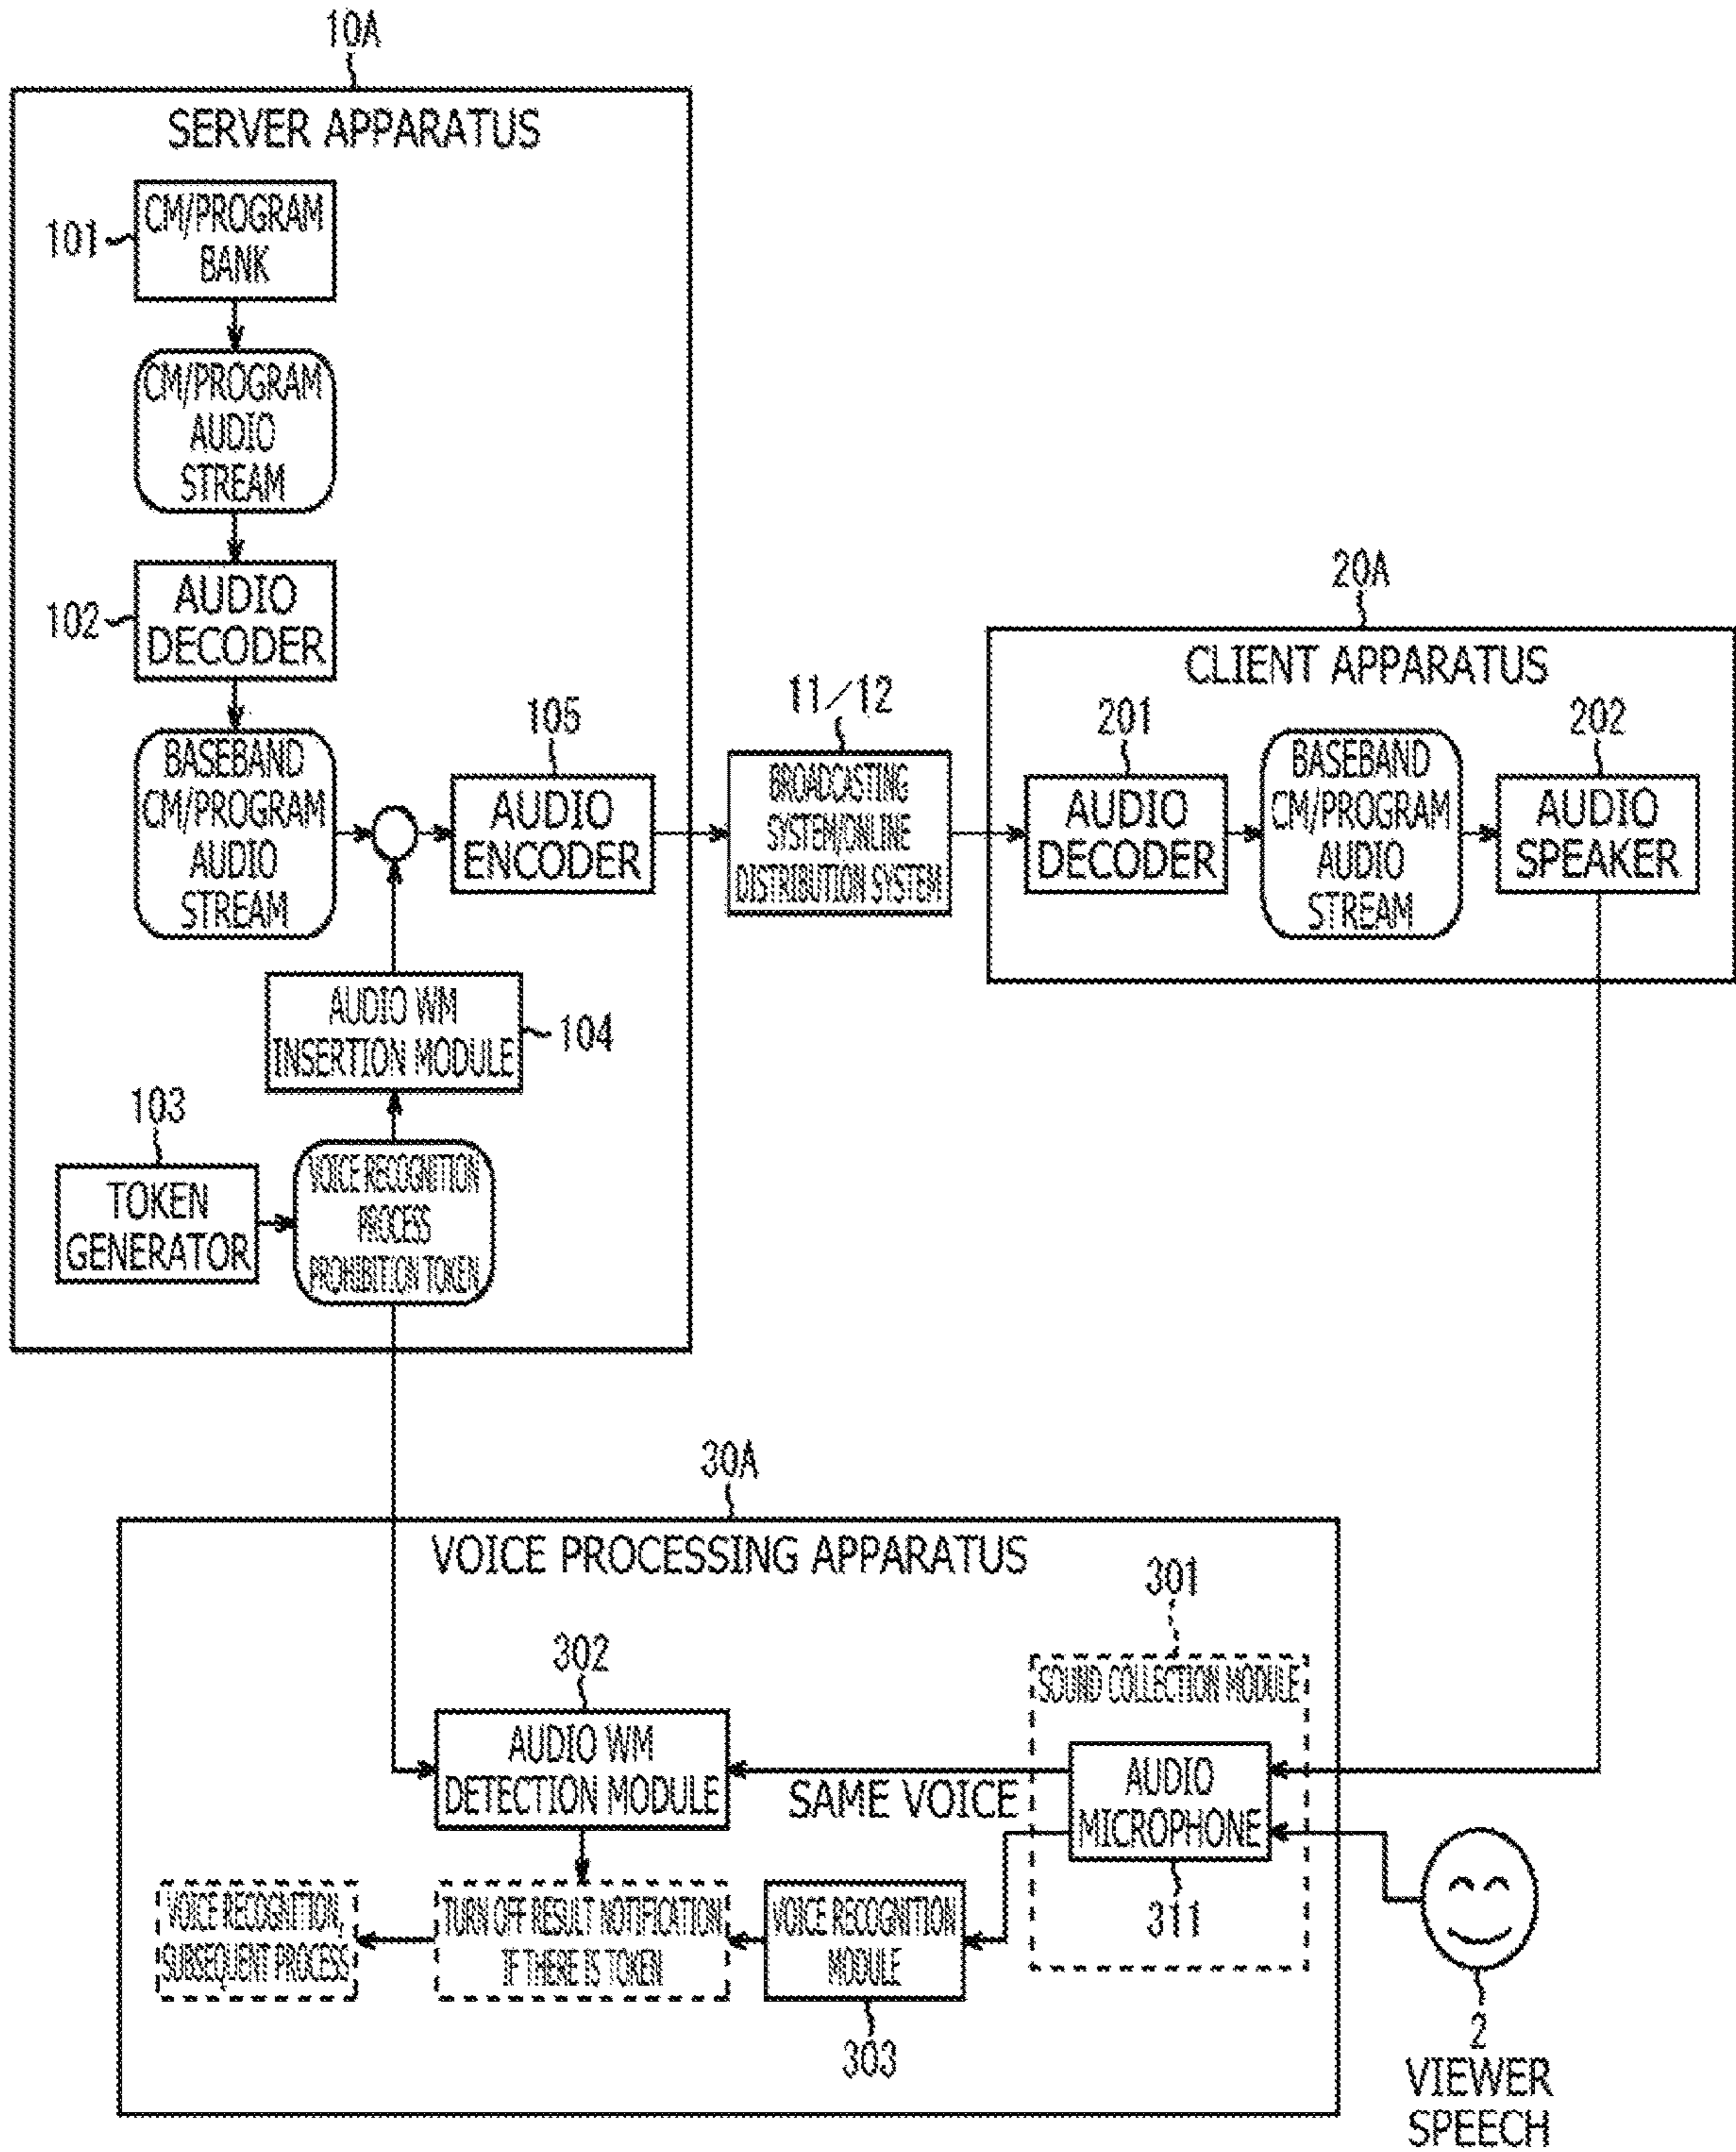 10A
SERVER APPARATUS
CM/PROGRAM
BANK
101
CM/PROGRAM
AUDIO
STREAM
AUDIO
DECODER
102
BASEBAND
CM/PROGRAM
AUDIO
STREAM
105
AUDIO
ENCODER
AUDIO WM
INSERTION MODULE
104
103
TOKEN
GENERATOR
VOICE RECOGNITION
PROCESS
PROHIBITION TOKEN
11/12
BROADCASTING
SYSTEM/ONLINE
DISTRIBUTION SYSTEM
20A
CLIENT APPARATUS
201
AUDIO
DECODER
BASEBAND
CM/PROGRAM
AUDIO
STREAM
202
AUDIO
SPEAKER
30A
VOICE PROCESSING APPARATUS
301
SOUND COLLECTION MODULE
302
AUDIO WM
DETECTION MODULE
SAME VOICE
AUDIO
MICROPHONE
311
VOICE RECOGNITION,
SUBSEQUENT PROCESS
TURN OFF RESULT NOTIFICATION
IF THERE IS TOKEN
VOICE RECOGNITION
MODULE
303
2
VIEWER
SPEECH